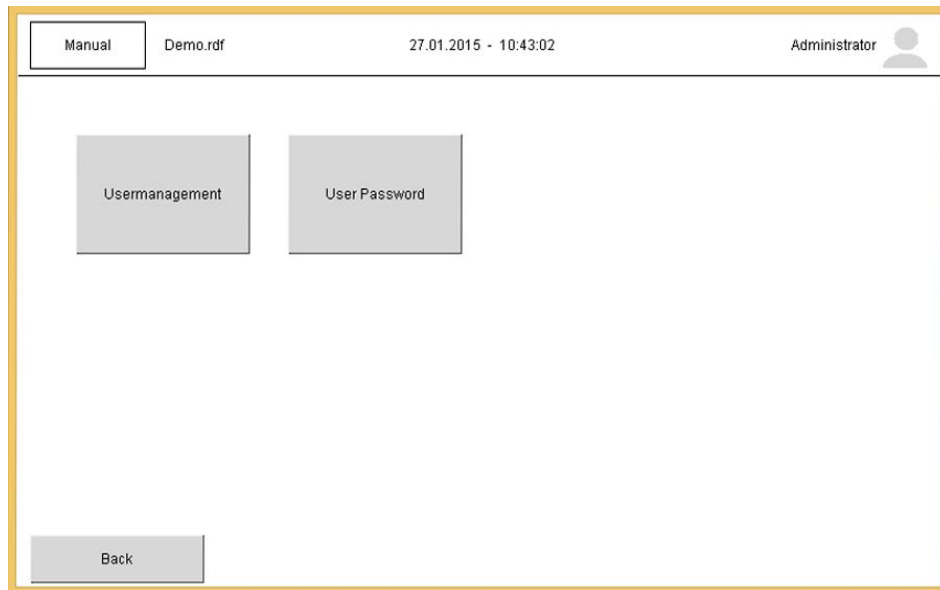 Manual Demo.rdf 27.01.2015 - 10:43:02 Administrator
Usermanagement User Password
Back